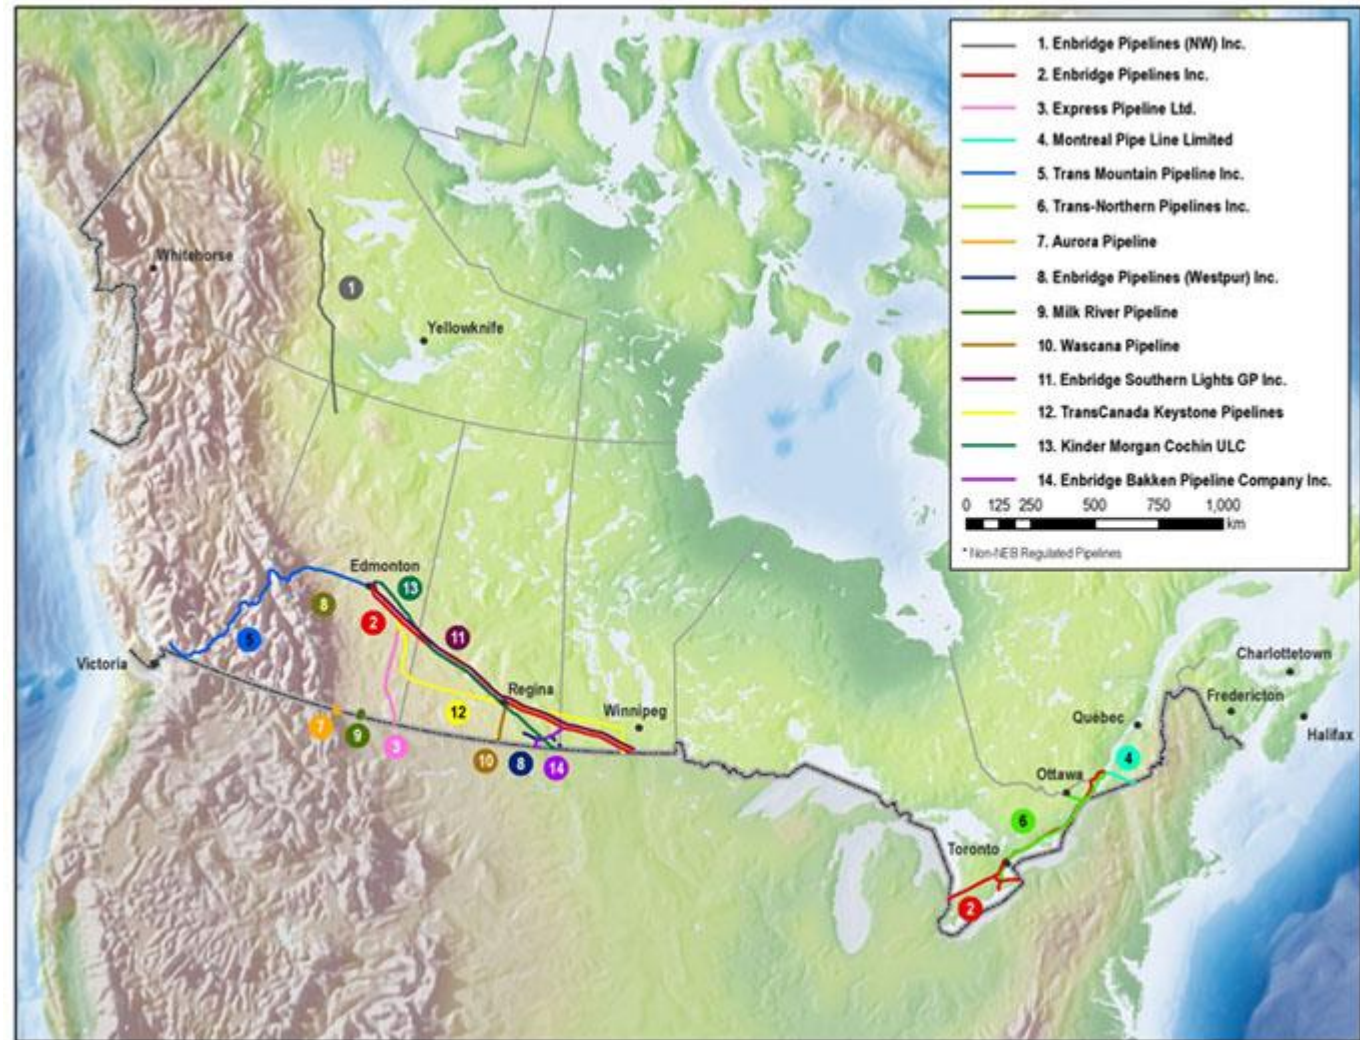 1. Enbridge Pipelines (NW) Inc.
2. Enbridge Pipelines Inc.
3. Express Pipeline Ltd.
4. Montreal Pipe Line Limited
5. Trans Mountain Pipeline Inc.
6. Trans-Northern Pipelines Inc.
7. Aurora Pipeline
8. Enbridge Pipelines (Westpur) Inc.
9. Milk River Pipeline
10. Wascana Pipeline
11. Enbridge Southern Lights GP Inc.
12. TransCanada Keystone Pipelines
13. Kinder Morgan Cochin ULC
14. Enbridge Bakken Pipeline Company Inc.
0 125 250 500 750 1,000
km
* Non-NEB Regulated Pipelines
Whitehorse
1
Yellowknife
Edmonton
13
8
2
5
11
Victoria
Regina
12
Winnipeg
7
9
3
10
8
14
Charlottetown
Fredericton
Québec
Halifax
4
Ottawa
6
Toronto
2